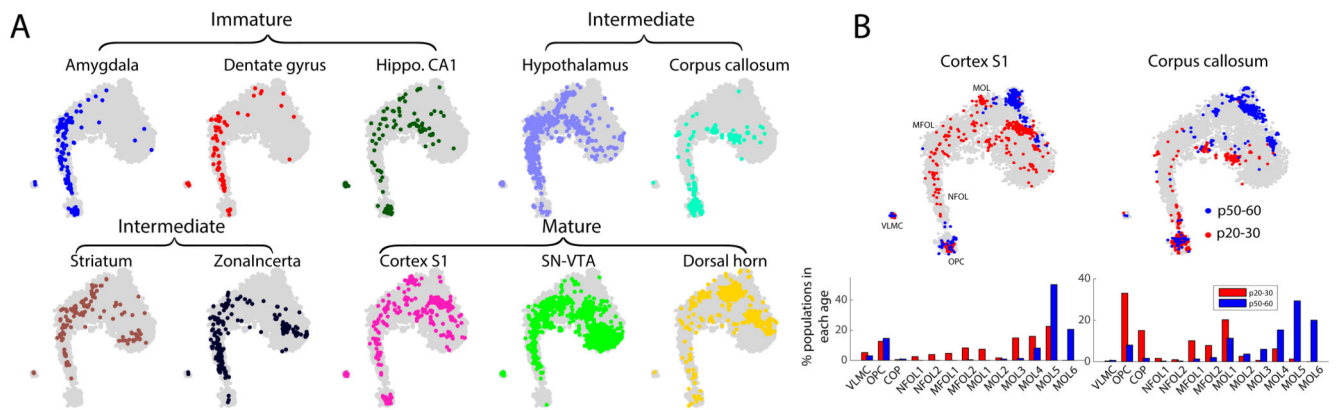 A
Immature
Intermediate
Amygdala
Dentate gyrus
Hippo. CA1
Hypothalamus
Corpus callosum
Intermediate
Mature
Striatum
ZonaIncerta
Cortex S1
SN-VTA
Dorsal horn
B
Cortex S1
Corpus callosum
MOL
MFOL
NFOL
VLMC
OPC
p50-60
p20-30
% populations in
each age
40
20
0
VLMC
OPC
COP
NFOL1
NFOL2
MFOL1
MFOL2
MOL1
MOL2
MOL3
MOL4
MOL5
MOL6
40
20
0
p20-30
p50-60
VLMC
OPC
COP
NFOL1
NFOL2
MFOL1
MFOL2
MOL1
MOL2
MOL3
MOL4
MOL5
MOL6